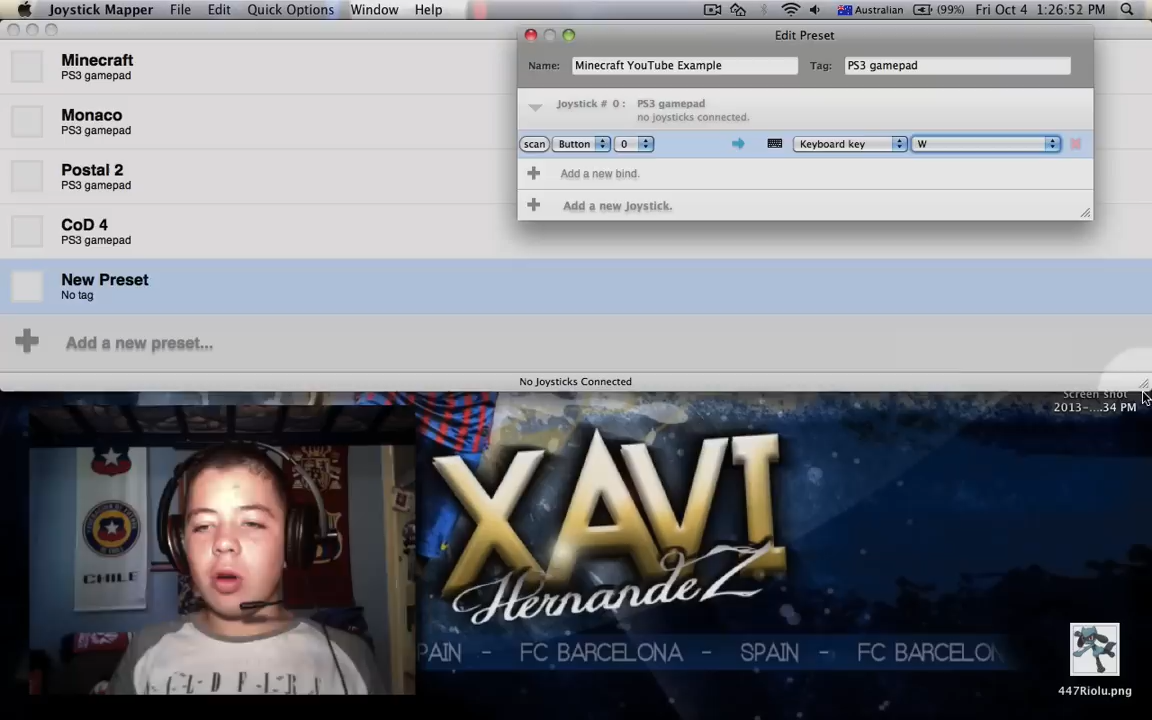 Joystick Mapper File Edit Quick Options Window Help Australian (99%) Fri Oct 4 1:26:52 PM
Minecraft
PS3 gamepad
Monaco
PS3 gamepad
Postal 2
PS3 gamepad
CoD 4
PS3 gamepad
New Preset
No tag
Add a new preset...
No Joysticks Connected
Edit Preset
Name: Minecraft YouTube Example Tag: PS3 gamepad
Joystick # 0 : PS3 gamepad
no joysticks connected.
scan Button 0 Keyboard key W
Add a new bind.
Add a new Joystick.
Screen shot
2013-....34 PM
XAVI
Hernandez
PAIN - FC BARCELONA - SPAIN - FC BARCELON
CHILE
447Riolu.png